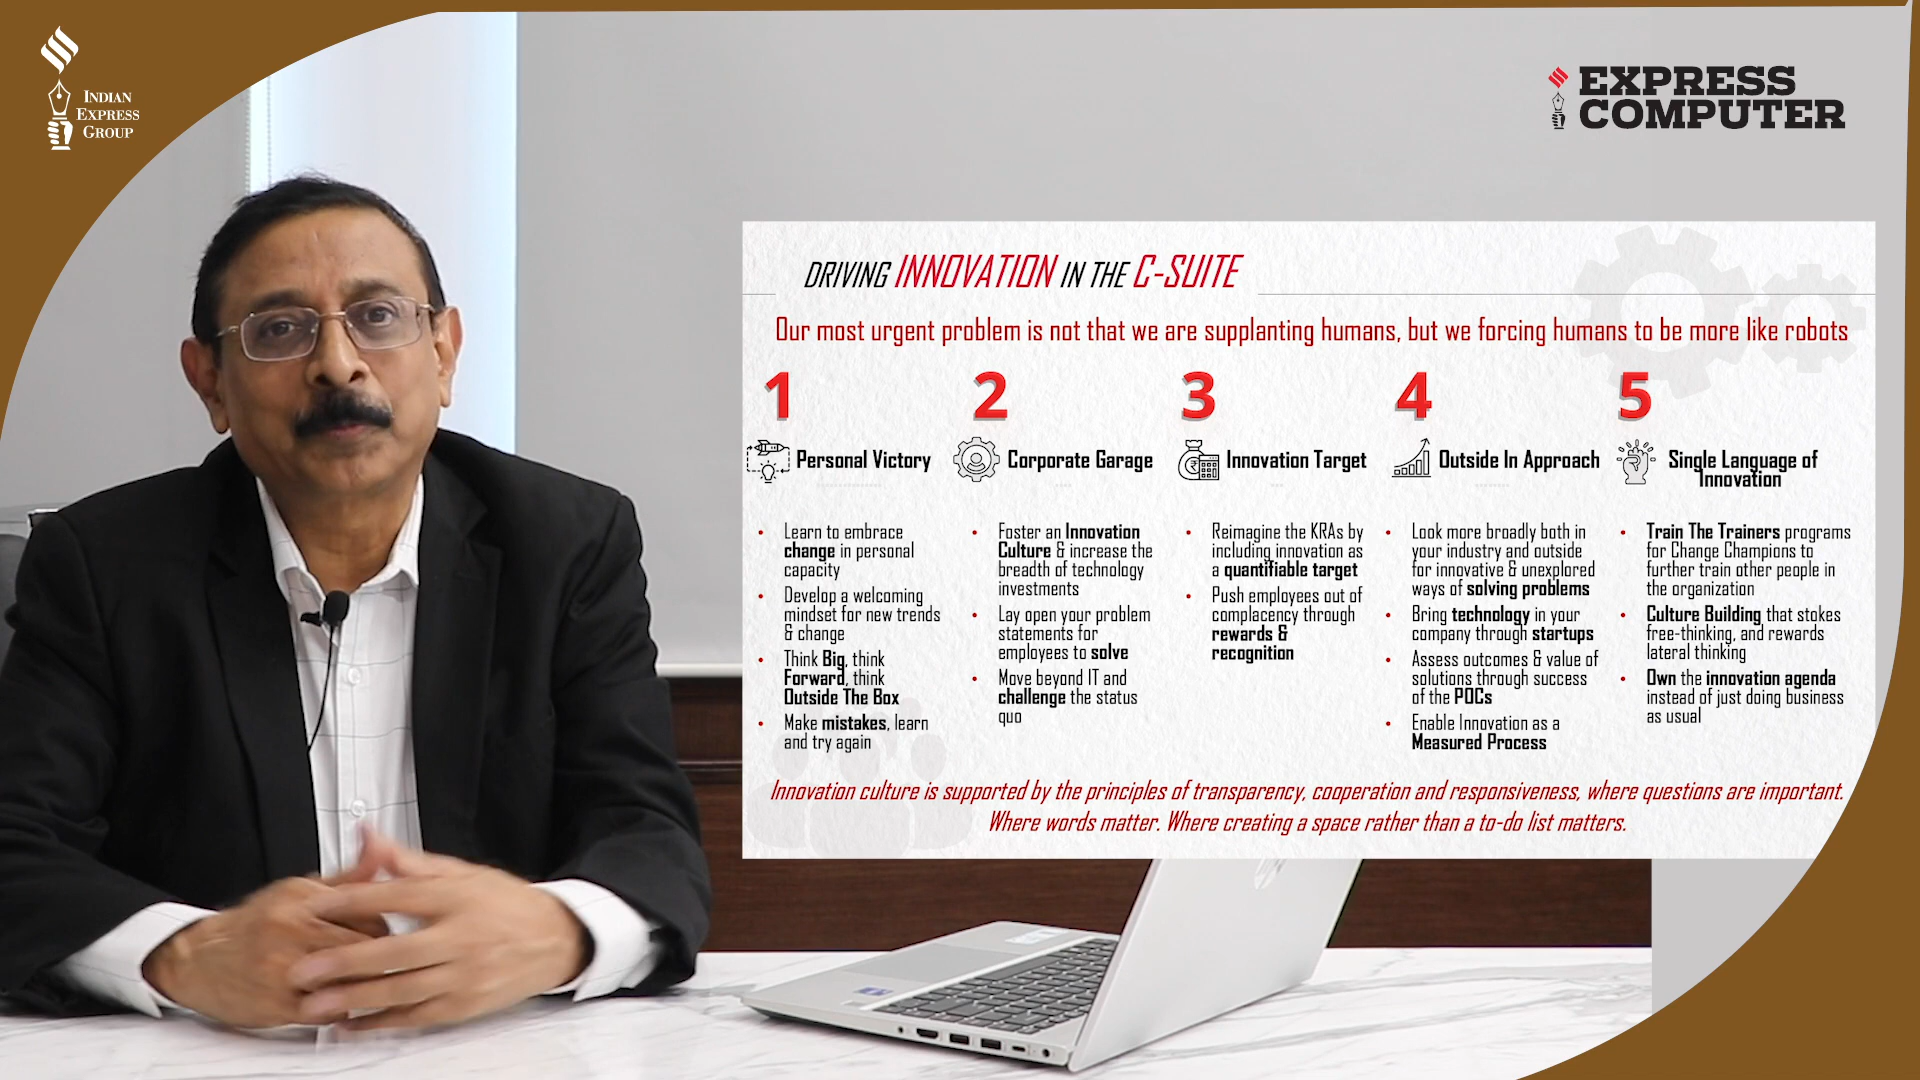 INDIAN
EXPRESS
GROUP
EXPRESS
COMPUTER
DRIVING INNOVATION IN THE C-SUITE
Our most urgent problem is not that we are supplanting humans, but we forcing humans to be more like robots
1
Personal Victory
• Learn to embrace
change in personal
capacity
• Develop a welcoming
mindset for new trends
& change
• Think Big, think
Forward, think
Outside The Box
• Make mistakes, learn
and try again
2
Corporate Garage
• Foster an Innovation
Culture & increase the
breadth of technology
investments
• Lay open your problem
statements for
employees to solve
• Move beyond IT and
challenge the status
quo
3
Innovation Target
• Reimagine the KRAs by
including innovation as
a quantifiable target
• Push employees out of
complacency through
rewards &
recognition
4
Outside In Approach
• Look more broadly both in
your industry and outside
for innovative & unexplored
ways of solving problems
• Bring technology in your
company through startups
• Assess outcomes & value of
solutions through success
of the POCs
• Enable Innovation as a
Measured Process
5
Single Language of
Innovation
• Train The Trainers programs
for Change Champions to
further train other people in
the organization
• Culture Building that stokes
free-thinking, and rewards
lateral thinking
• Own the innovation agenda
instead of just doing business
as usual
Innovation culture is supported by the principles of transparency, cooperation and responsiveness, where questions are important.
Where words matter. Where creating a space rather than a to-do list matters.